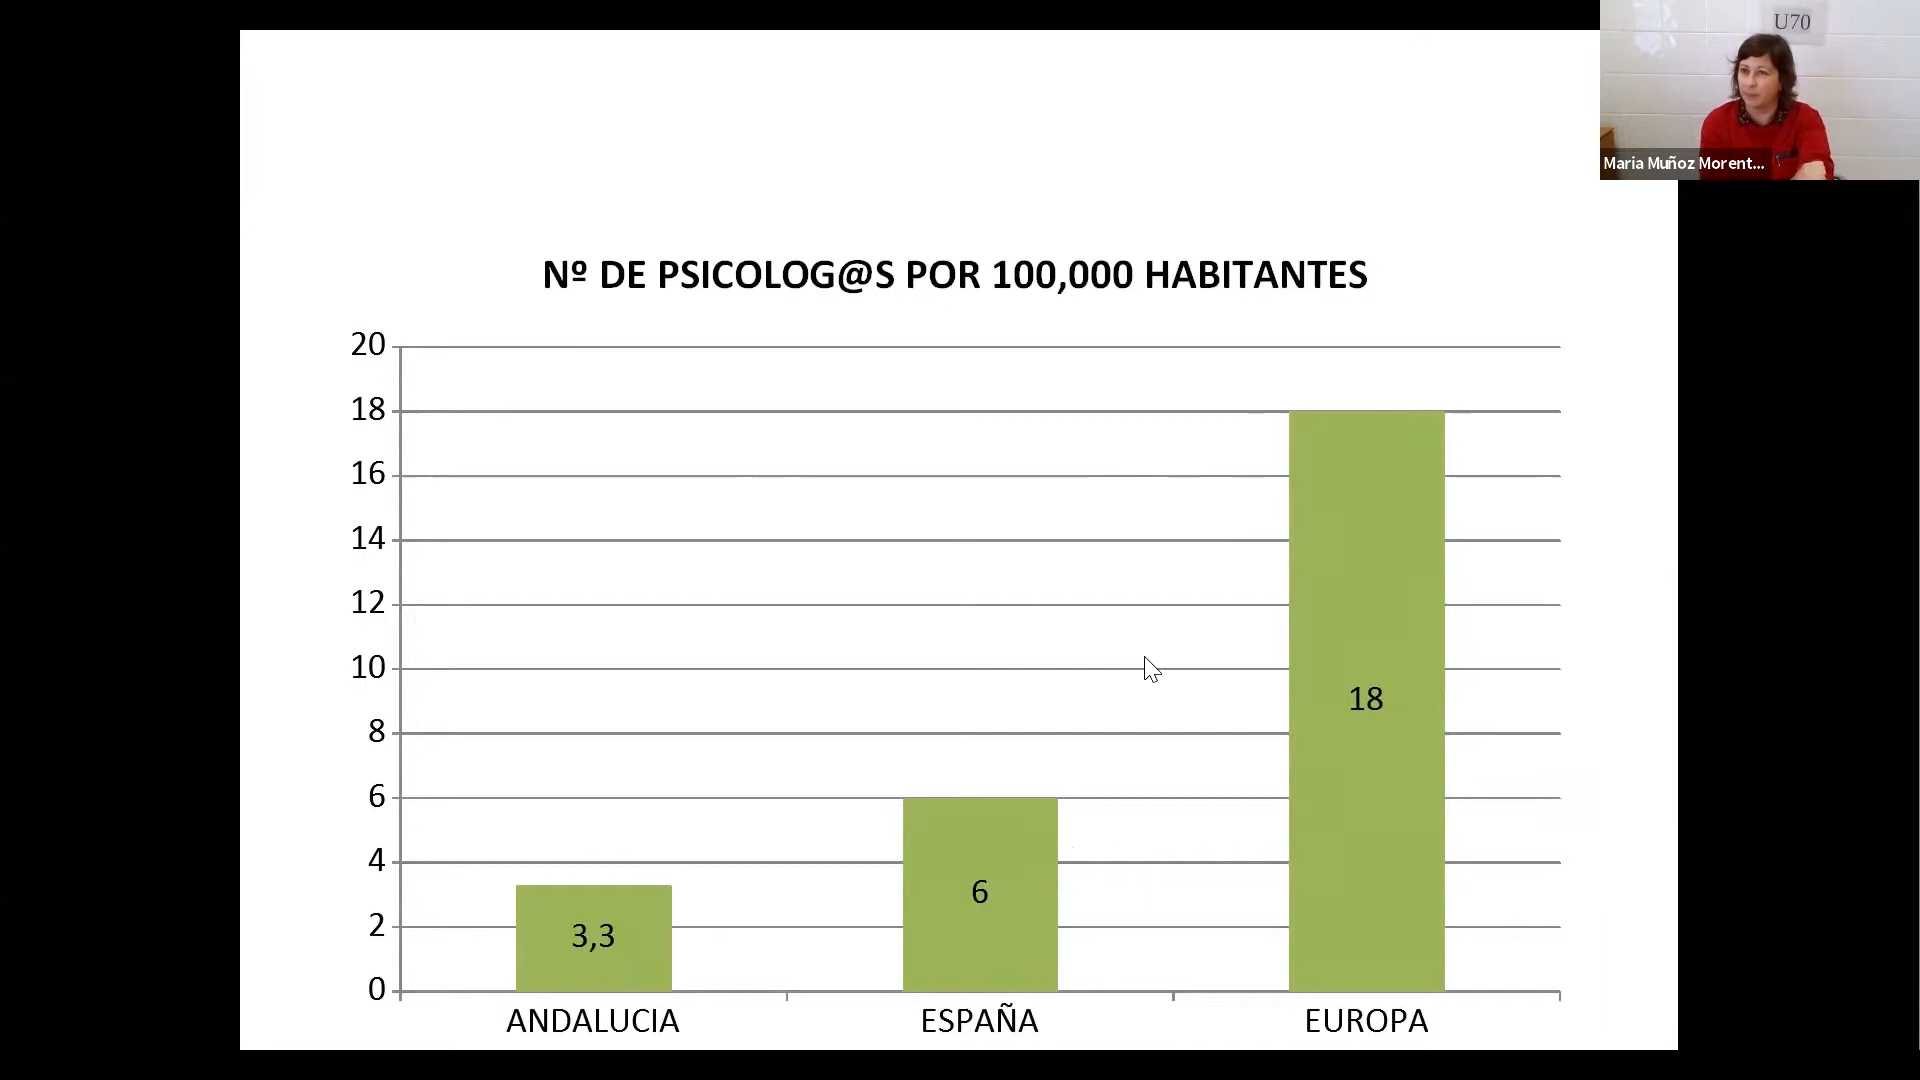 U70
Maria Muñoz Morent...
Nº DE PSICOLOG@S POR 100,000 HABITANTES
20
18
16
14
12
10
8
6
4
2
0
3,3
6
18
ANDALUCIA
ESPAÑA
EUROPA